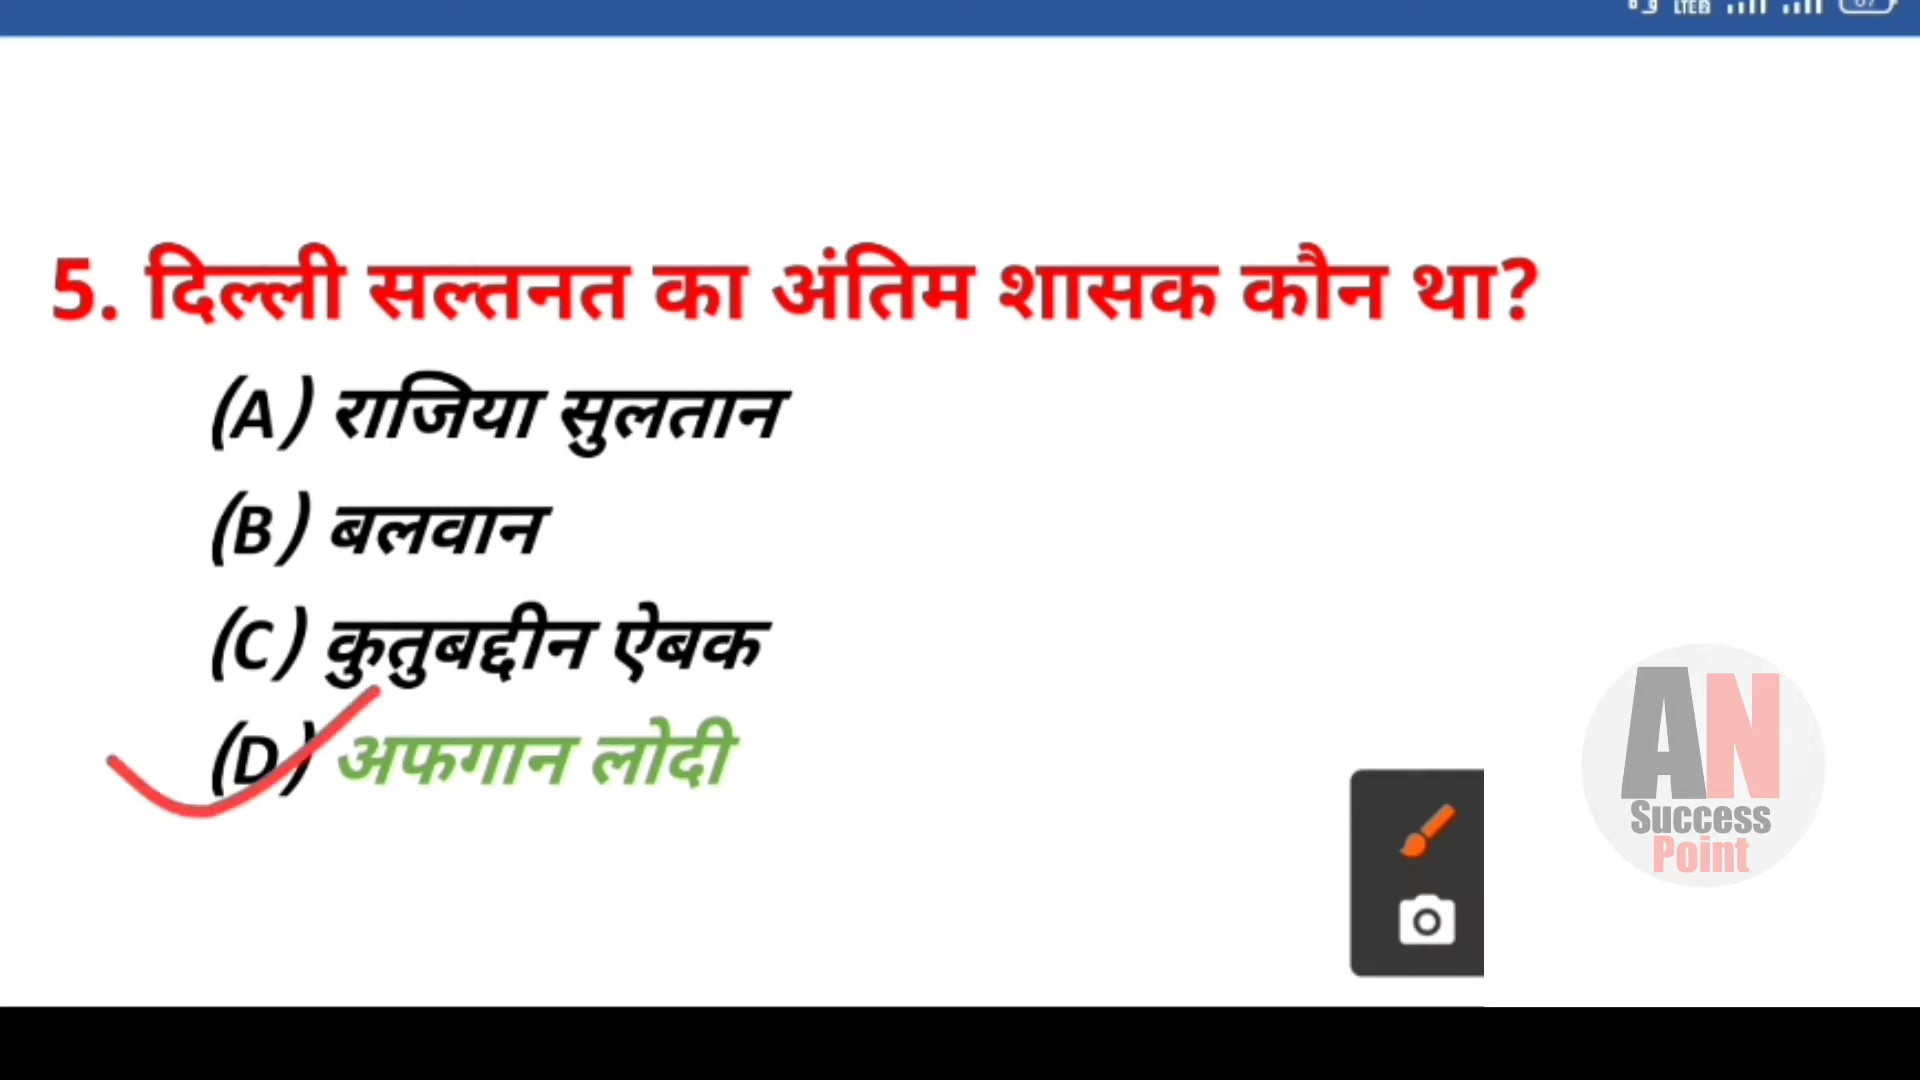 5. दिल्ली सल्तनत का अंतिम शासक कौन था?
(A) राजिया सुलतान
(B) बलवान
(C) कुतुबद्दीन ऐबक
(D) अफगान लोदी
AN
Success
Point